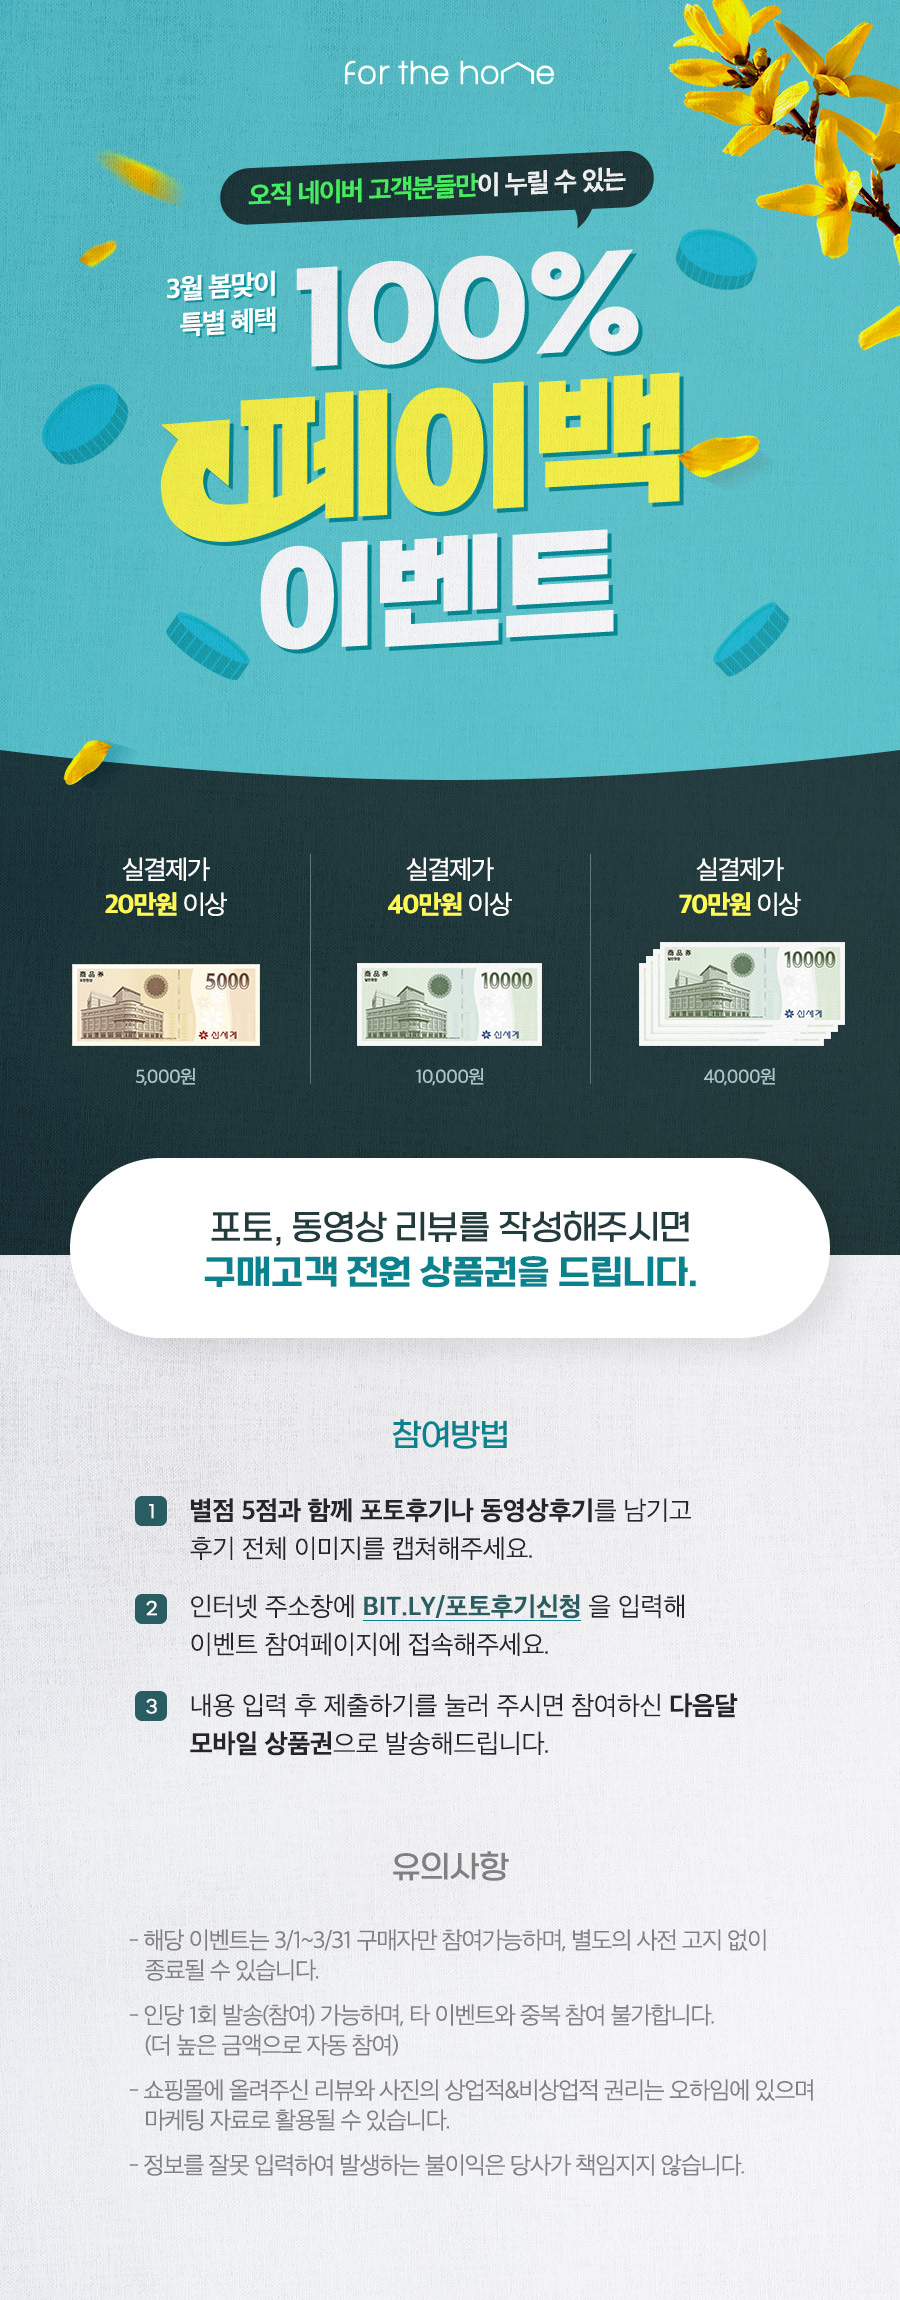 for the home
오직 네이버 고객분들만이 누릴 수 있는
3월 봄맞이
특별 혜택
100%
페이백
이벤트
실결제가
20만원 이상
商品券
5000
신세계
5,000원
실결제가
40만원 이상
商品券
10000
신세계
10,000원
실결제가
70만원 이상
商品券
10000
신세계
40,000원
포토, 동영상 리뷰를 작성해주시면
구매고객 전원 상품권을 드립니다.
참여방법
1 별점 5점과 함께 포토후기나 동영상후기를 남기고
후기 전체 이미지를 캡쳐해주세요.
2 인터넷 주소창에 BIT.LY/포토후기신청 을 입력해
이벤트 참여페이지에 접속해주세요.
3 내용 입력 후 제출하기를 눌러 주시면 참여하신 다음달
모바일 상품권으로 발송해드립니다.
유의사항
- 해당 이벤트는 3/1~3/31 구매자만 참여가능하며, 별도의 사전 고지 없이
종료될 수 있습니다.
- 인당 1회 발송(참여) 가능하며, 타 이벤트와 중복 참여 불가합니다.
(더 높은 금액으로 자동 참여)
- 쇼핑몰에 올려주신 리뷰와 사진의 상업적&비상업적 권리는 오하임에 있으며
마케팅 자료로 활용될 수 있습니다.
- 정보를 잘못 입력하여 발생하는 불이익은 당사가 책임지지 않습니다.